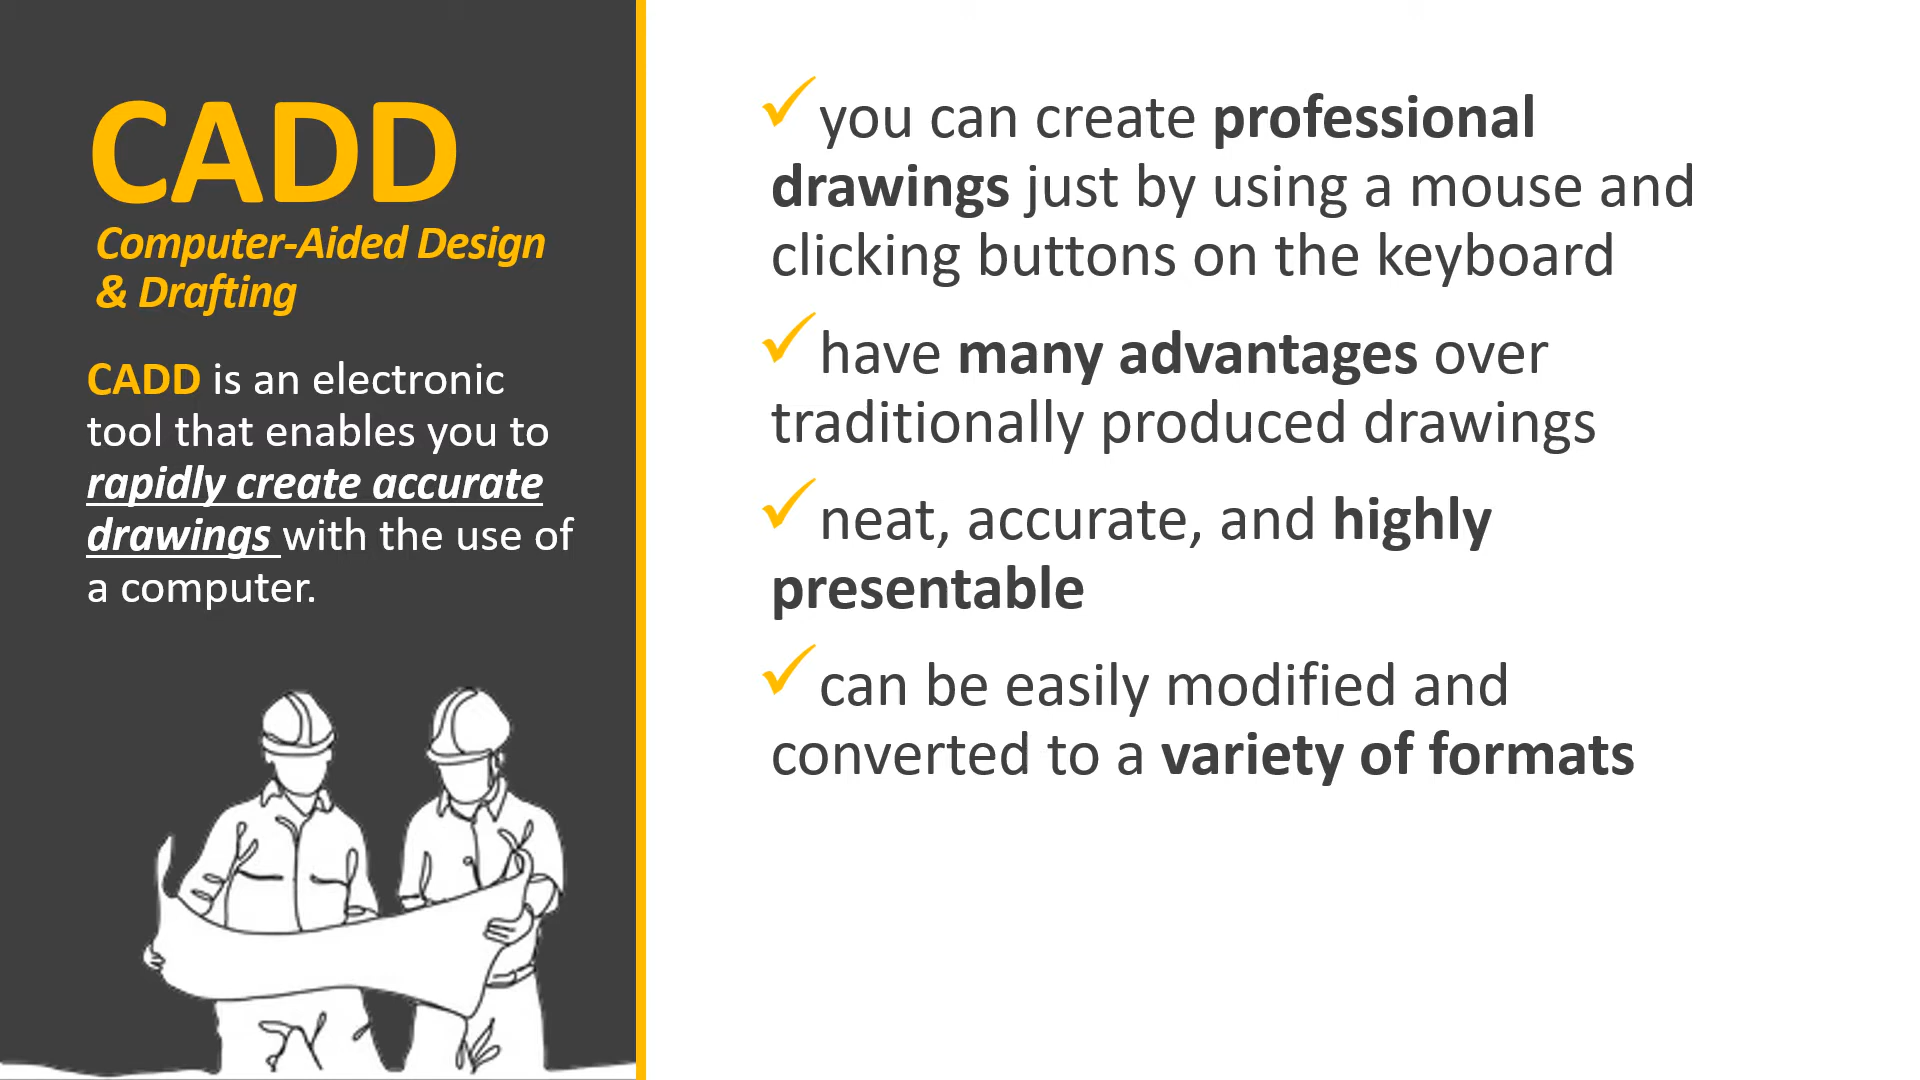 CADD
Computer-Aided Design
& Drafting
CADD is an electronic
tool that enables you to
rapidly create accurate
drawings with the use of
a computer.
✓you can create professional
drawings just by using a mouse and
clicking buttons on the keyboard
✓have many advantages over
traditionally produced drawings
✓neat, accurate, and highly
presentable
✓can be easily modified and
converted to a variety of formats